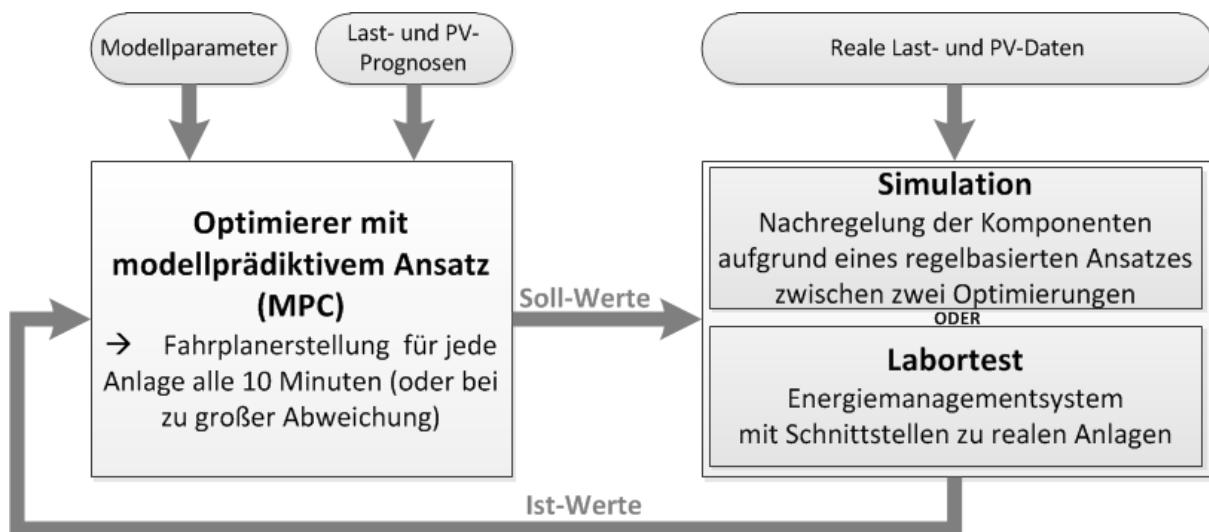 Modellparameter
Last- und PV-
Prognosen
Reale Last- und PV-Daten
Optimierer mit
modellprädiktivem Ansatz
(MPC)
→ Fahrplanerstellung für jede
Anlage alle 10 Minuten (oder bei
zu großer Abweichung)
Soll-Werte
Simulation
Nachregelung der Komponenten
aufgrund eines regelbasierten Ansatzes
zwischen zwei Optimierungen
ODER
Labortest
Energiemanagementsystem
mit Schnittstellen zu realen Anlagen
Ist-Werte